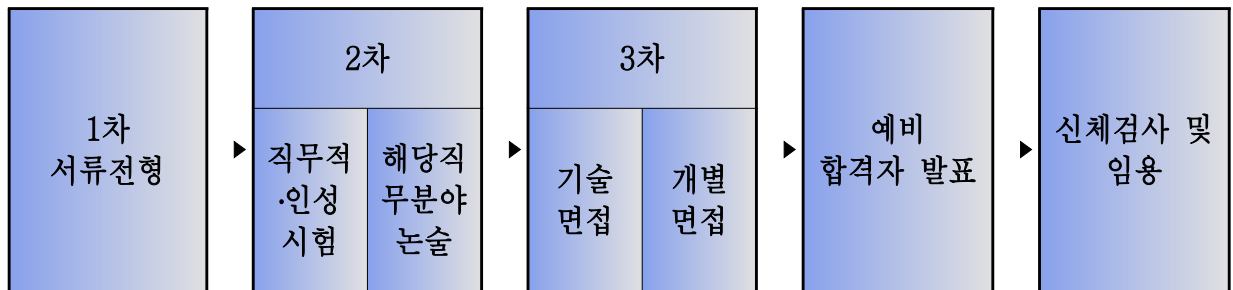 1차
서류전형
2차
직무적
·인성
시험
해당직
무분야
논술
3차
기술
면접
개별
면접
예비
합격자 발표
신체검사 및
임용